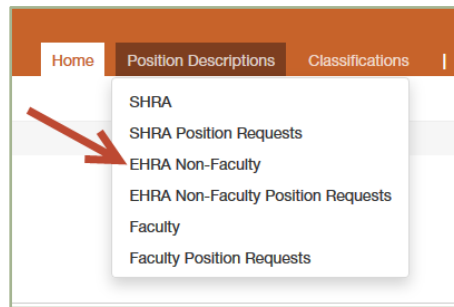 Home Position Descriptions Classifications |
SHRA
SHRA Position Requests
EHRA Non-Faculty
EHRA Non-Faculty Position Requests
Faculty
Faculty Position Requests